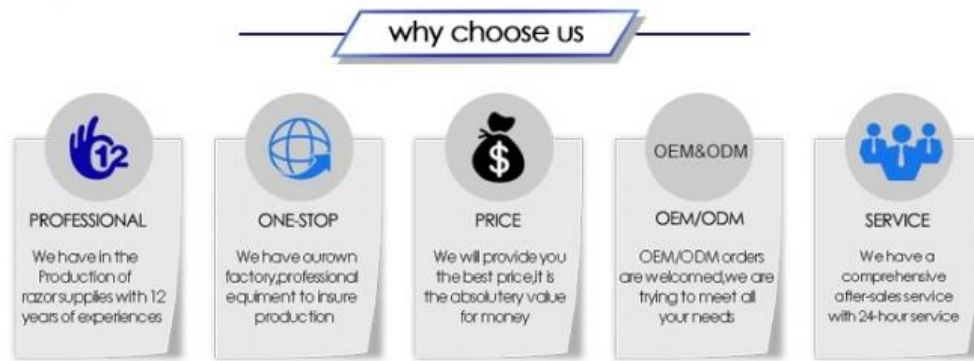 why choose us
12
PROFESSIONAL
We have in the
Production of
razor supplies with 12
years of experiences
ONE-STOP
We have ourown
factory,professional
equiment to insure
production
$
PRICE
We will provide you
the best price,It is
the absolutery value
for money
OEM&ODM
OEM/ODM
OEM/ODM orders
are welcomed,we are
trying to meet all
your needs
SERVICE
We have a
comprehensive
after-sales service
with 24-hour service